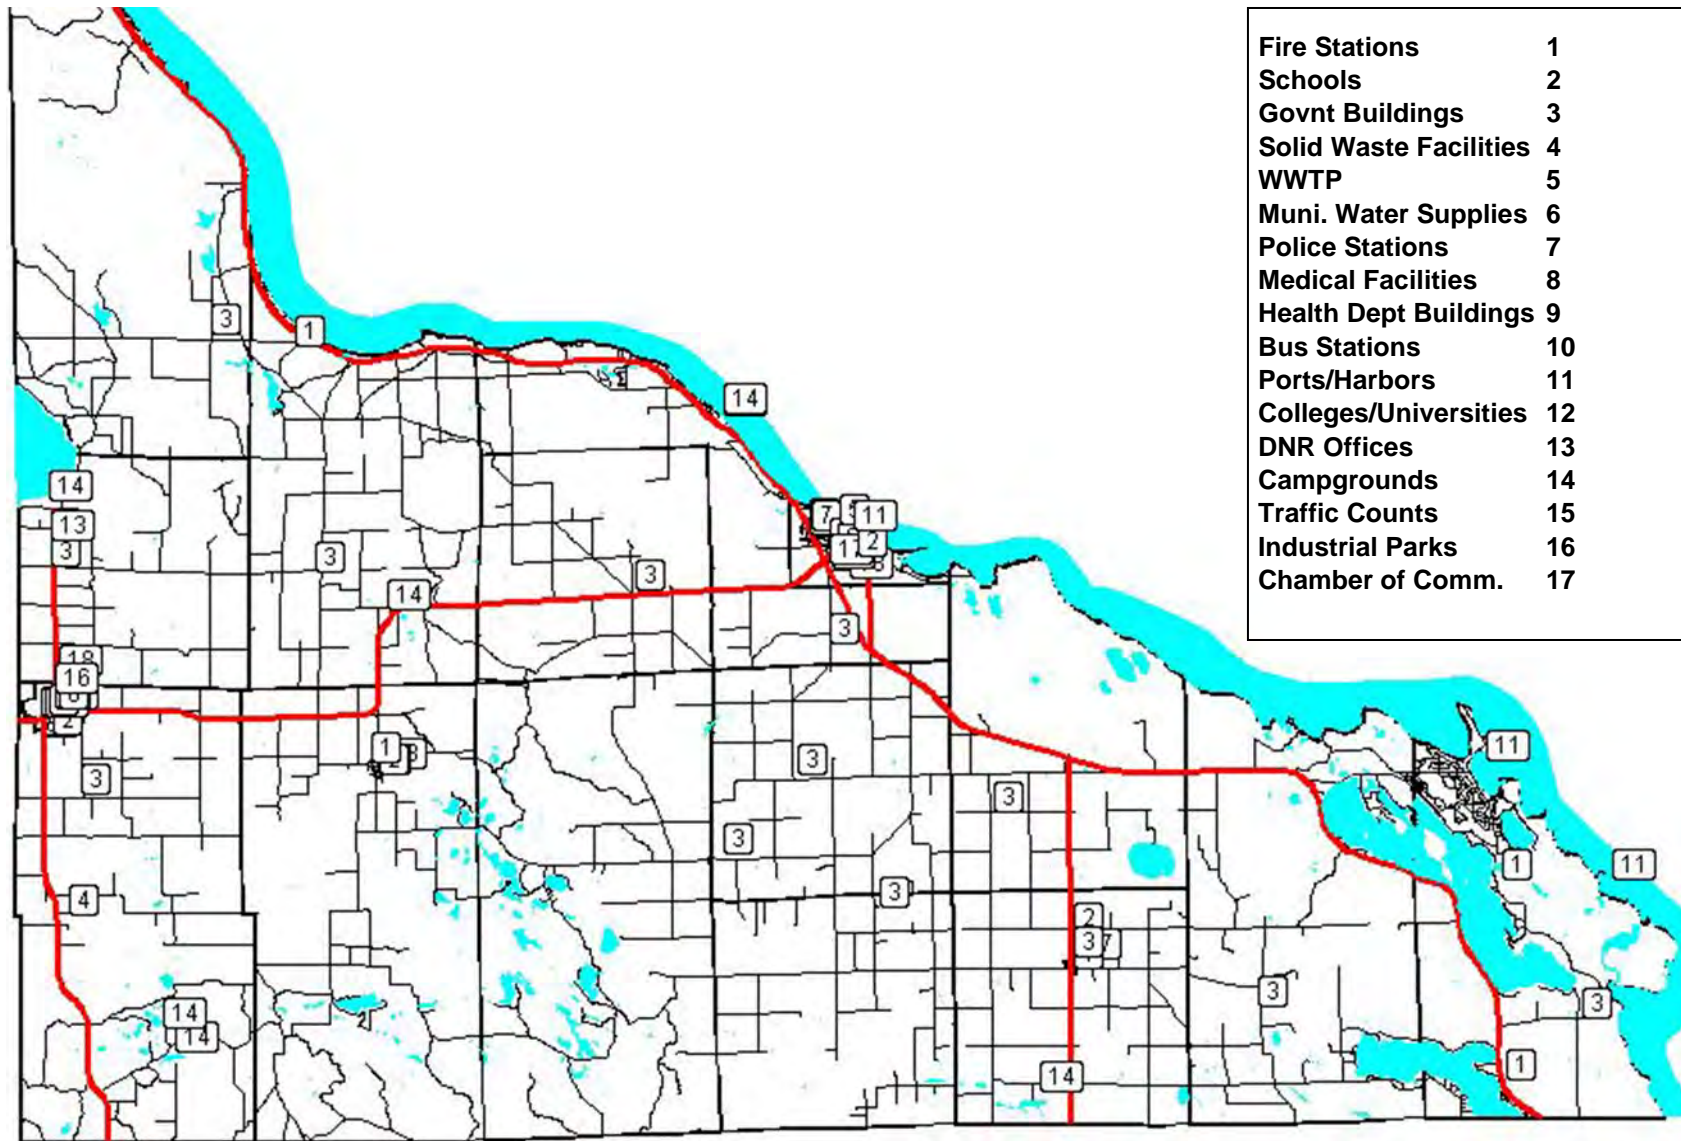 Fire Stations 1
Schools 2
Govnt Buildings 3
Solid Waste Facilities 4
WWTP 5
Muni. Water Supplies 6
Police Stations 7
Medical Facilities 8
Health Dept Buildings 9
Bus Stations 10
Ports/Harbors 11
Colleges/Universities 12
DNR Offices 13
Campgrounds 14
Traffic Counts 15
Industrial Parks 16
Chamber of Comm. 17
3
1
14
14
13
3
3
14
3
7
11
17
2
3
18
16
2
3
1
3
3
3
3
3
4
2
3
7
14
14
14
11
11
1
3
3
1